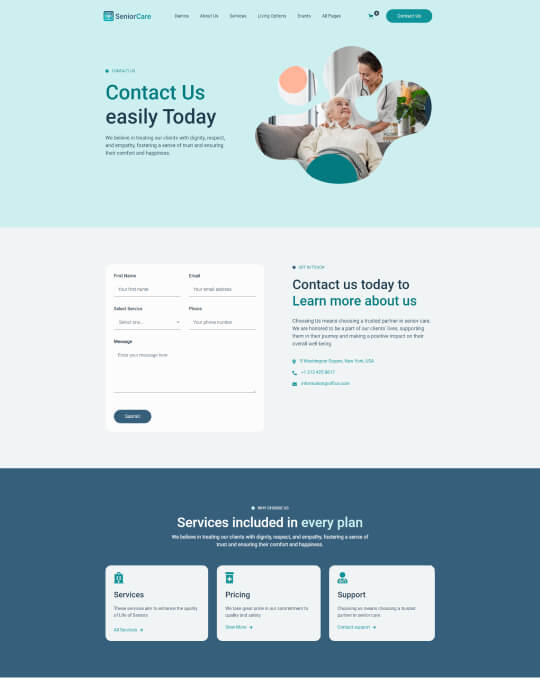 SeniorCare
Demos About Us Services Living Options Events All Pages
0
Contact Us
CONTACT US
Contact Us
easily Today
We believe in treating our clients with dignity, respect,
and empathy, fostering a sense of trust and ensuring
their comfort and happiness.
First Name
Email
Your first name
Your email address
Select Service
Phone
Select one...
Your phone number
Message
Enter your message here
Submit
GET IN TOUCH
Contact us today to
Learn more about us
Choosing Us means choosing a trusted partner in senior care.
We are honored to be a part of our clients' lives, supporting
them in their journey and making a positive impact on their
overall well-being
5 Washington Square, New York, USA
WHY CHOOSE US
Services included in every plan
We believe in treating our clients with dignity, respect, and empathy, fostering a sense of
trust and ensuring their comfort and happiness.
Services
These services aim to enhance the quality
of Life of Seniors
All Services
Pricing
We take great pride in our commitment to
quality and safety
View More
Support
Choosing us means choosing a trusted
partner in senior care.
Contact support